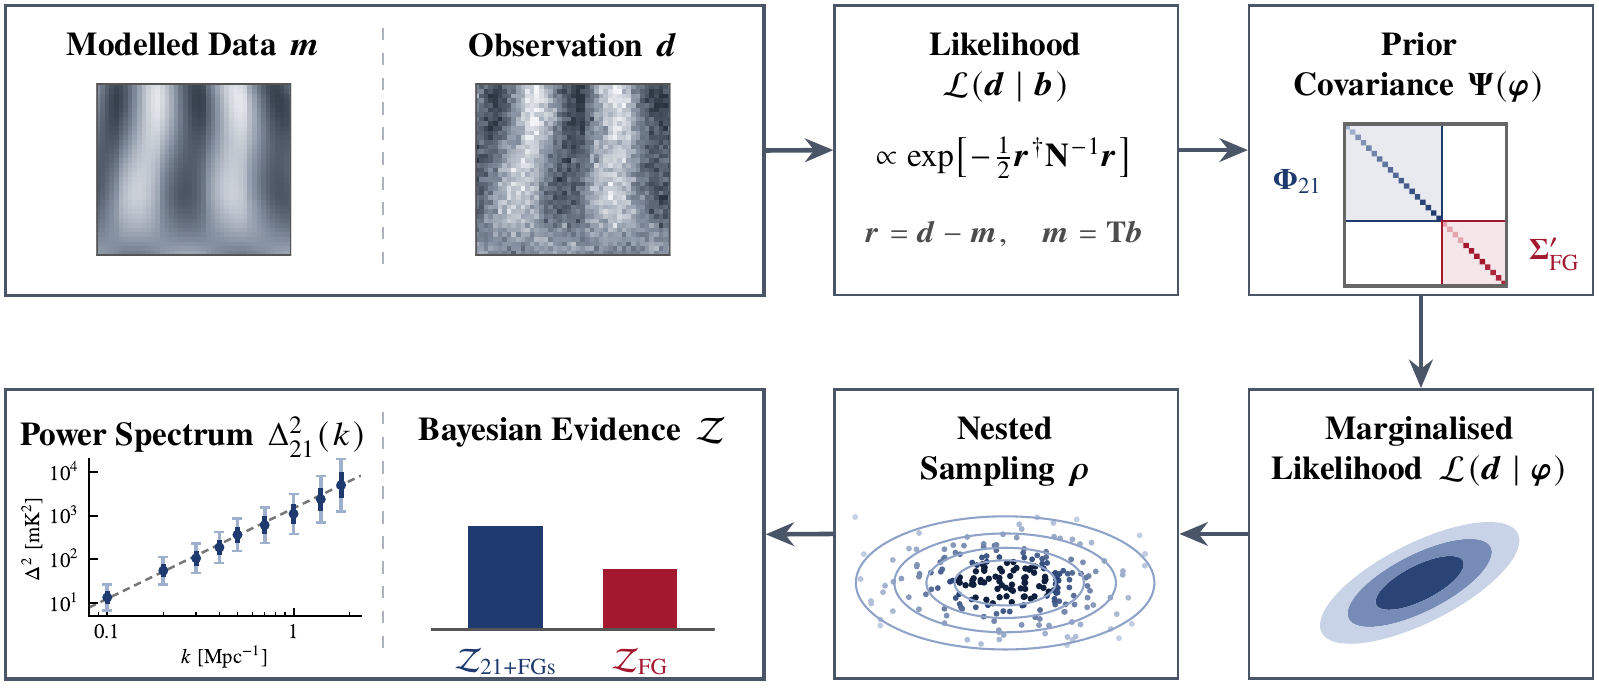 Modelled Data m
Observation d
Likelihood
ℒ(d | b)
∝ exp[− 1/2 r†N⁻¹r]
r = d − m,   m = Tb
Prior
Covariance Ψ(φ)
Φ₂₁
Σ′FG
Power Spectrum Δ²₂₁(k)
Δ² [mK²]
10⁴
10³
10²
10¹
0.1
1
k [Mpc⁻¹]
Bayesian Evidence 𝒵
𝒵21+FGs
𝒵FG
Nested
Sampling ρ
Marginalised
Likelihood ℒ(d | φ)